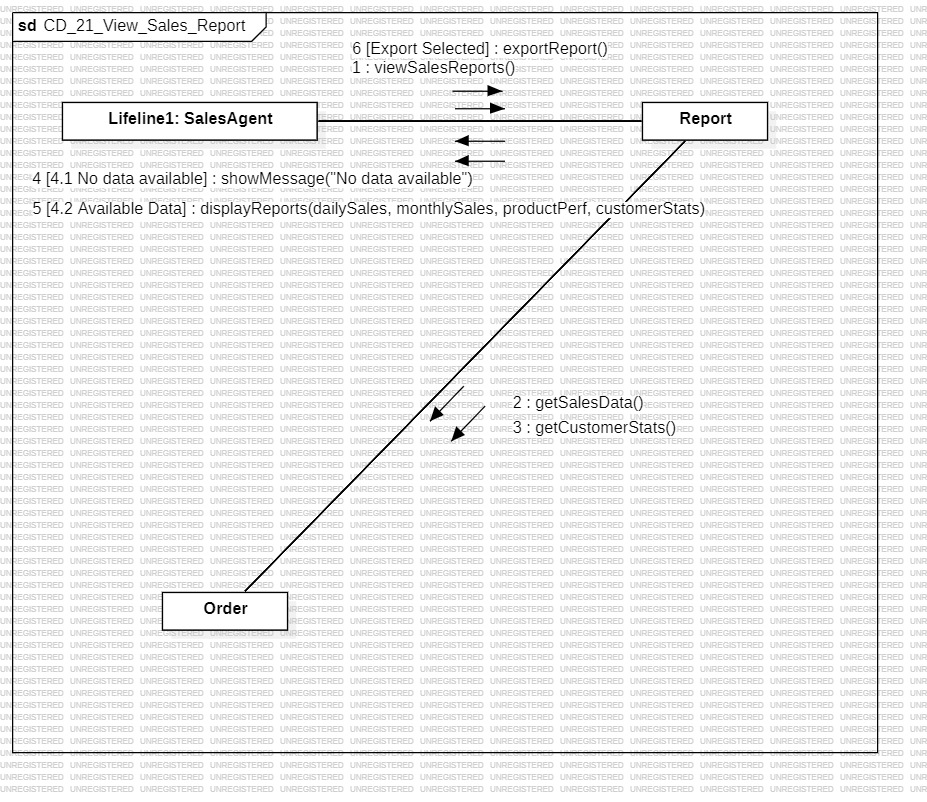 sd CD_21_View_Sales_Report
6 [Export Selected] : exportReport()
1 : viewSalesReports()
Lifeline1: SalesAgent
Report
4 [4.1 No data available] : showMessage("No data available")
5 [4.2 Available Data] : displayReports(dailySales, monthlySales, productPerf, customerStats)
2 : getSalesData()
3 : getCustomerStats()
Order
UNREGISTERED